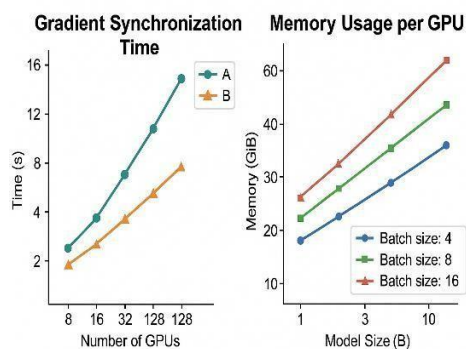 Gradient Synchronization
Time
16
12
8
4
2
Time (s)
8 16 32 128 128
Number of GPUs
A
B
Memory Usage per GPU
60
50
40
30
20
10
Memory (GiB)
1 3 5 10
Model Size (B)
Batch size: 4
Batch size: 8
Batch size: 16